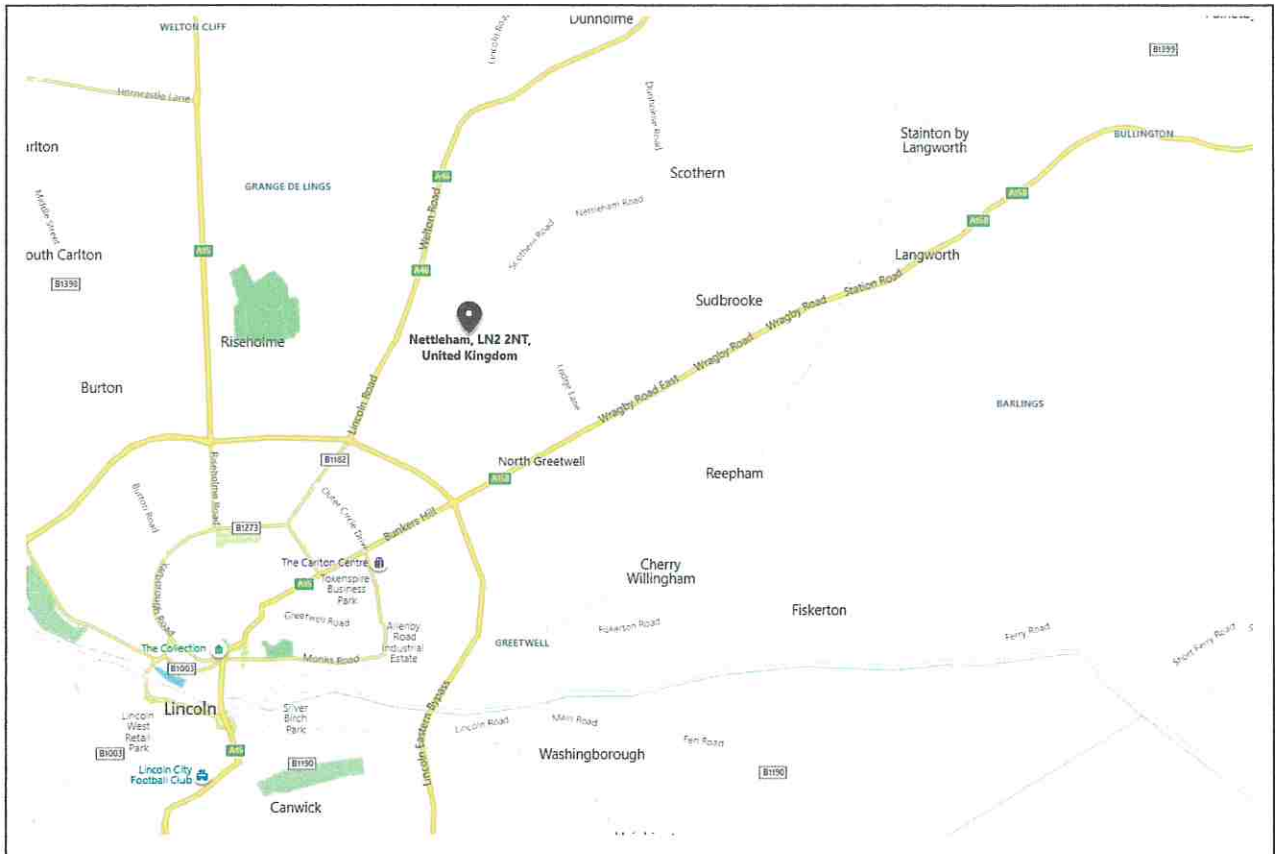 WELTON CLIFF
Dunholme
Lincoln Roa
B1399
Horncastle Lane
Dunholme Road
Stainton by
Langworth
BULLINGTON
rlton
Scothern
A46
GRANGE DE LINGS
A158
Middle Street
Nettleham Road
Welton Road
A158
A15
Scothern Road
outh Carlton
Langworth
A46
B1398
Station Road
Sudbrooke
Wragby Road
Riseholme
Nettleham, LN2 2NT,
United Kingdom
Wragby Road
Burton
Lodge Lane
Wragby Road East
Lincoln Road
BARLINGS
B1182
North Greetwell
Reepham
Riseholme Road
A158
Burton Road
Outer Circle Drive
B1273
Bunkers Hill
The Carlton Centre
Cherry
Willingham
A15
Tokenspire
Business
Park
Yarborough Road
Fiskerton
Greetwell Road
Allenby
Road
Industrial
Estate
Fiskerton Road
Ferry Road
GREETWELL
Short Ferry Road
The Collection
Monks Road
B1003
Lincoln
Silver
Birch
Park
Lincoln Eastern Bypass
Lincoln
West
Retail
Park
Lincoln Road
Main Road
Fen Road
B1003
A15
Washingborough
B1190
B1190
Lincoln City
Football Club
Canwick